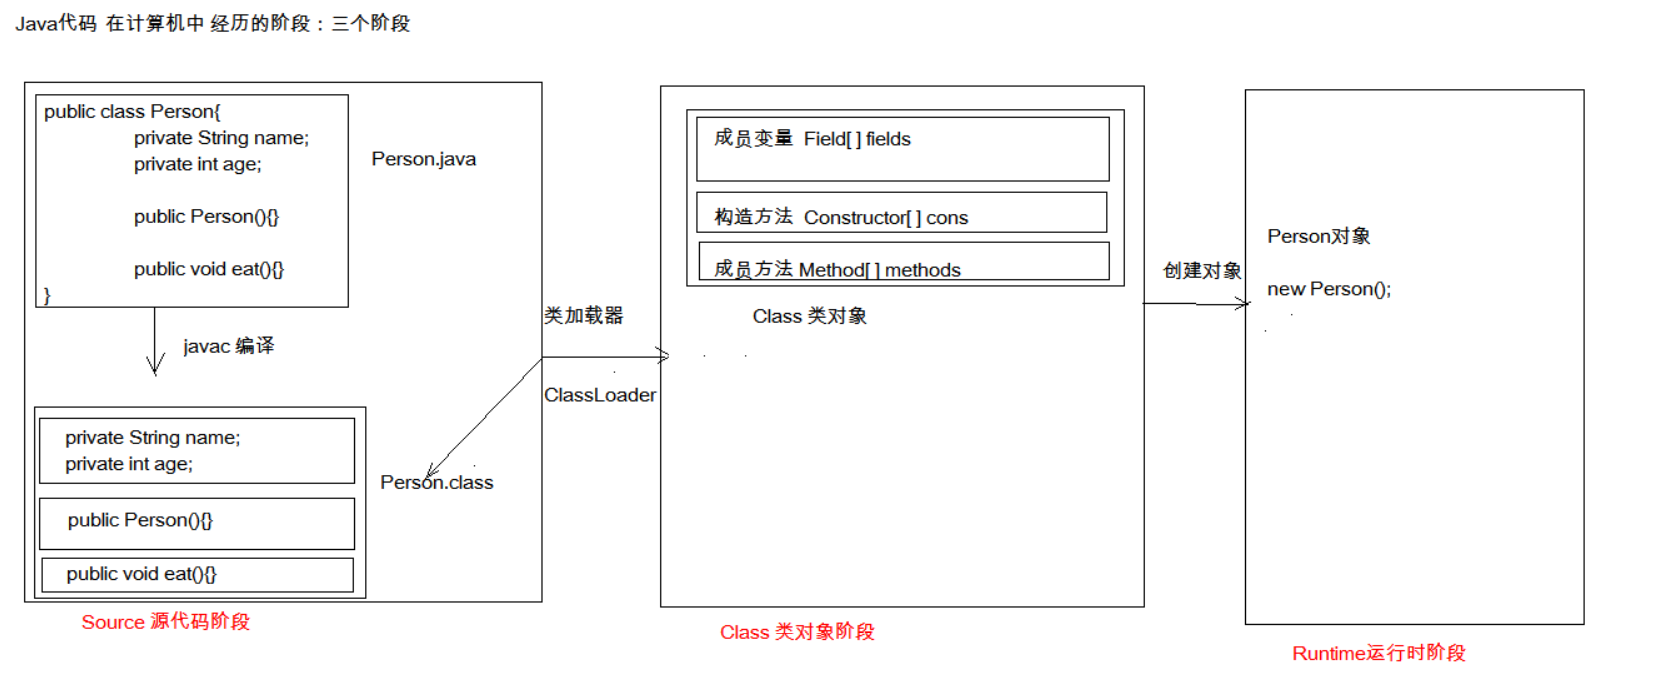 Java代码 在计算机中 经历的阶段：三个阶段
public class Person{
private String name;
private int age;
public Person(){}
public void eat(){}
}
Person.java
javac 编译
private String name;
private int age;
public Person(){}
public void eat(){}
Person.class
Source 源代码阶段
类加载器
ClassLoader
成员变量 Field[ ] fields
构造方法 Constructor[ ] cons
成员方法 Method[ ] methods
Class 类对象
Class 类对象阶段
创建对象
Person对象
new Person();
Runtime运行时阶段